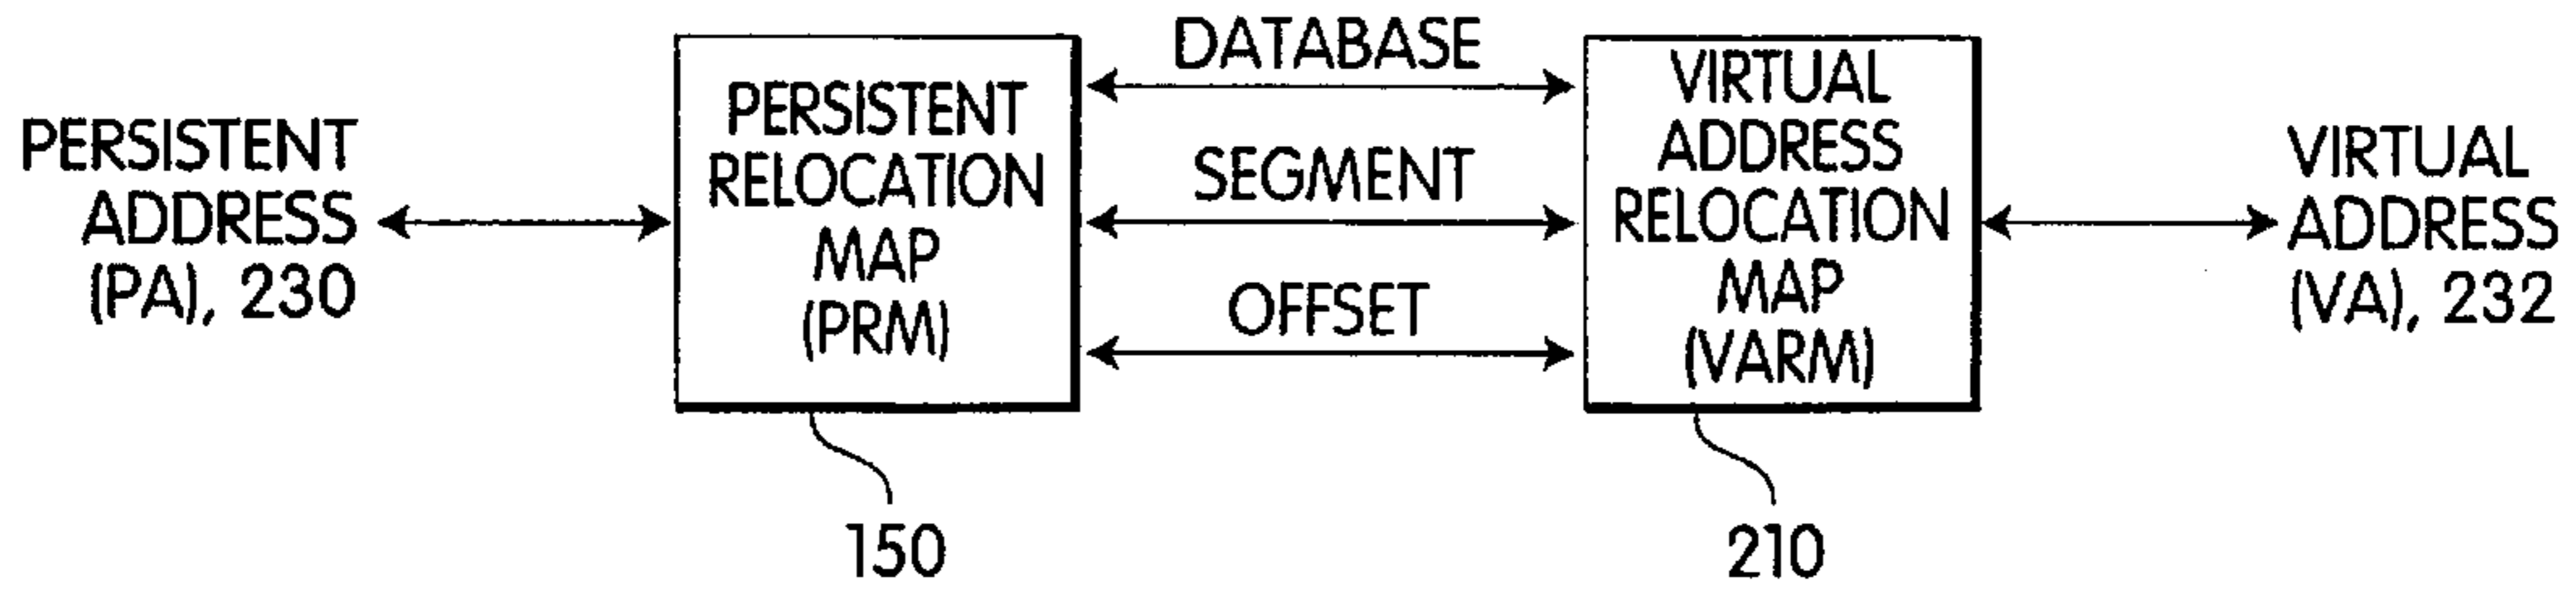 PERSISTENT
ADDRESS
(PA), 230
PERSISTENT
RELOCATION
MAP
(PRM)
150
DATABASE
SEGMENT
OFFSET
VIRTUAL
ADDRESS
RELOCATION
MAP
(VARM)
210
VIRTUAL
ADDRESS
(VA), 232